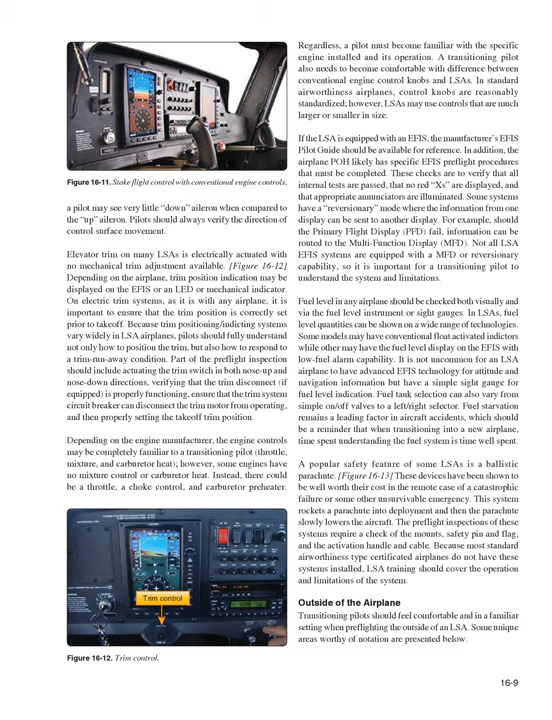 Figure 16-11. Stoke flight control with conventional engine controls.
a pilot may see very little “down” aileron when compared to
the “up” aileron. Pilots should always verify the direction of
control surface movement.
Elevator trim on many LSAs is electrically actuated with
no mechanical trim adjustment available. [Figure 16-12]
Depending on the airplane, trim position indication may be
displayed on the EFIS or an LED or mechanical indicator.
On electric trim systems, as it is with any airplane, it is
important to ensure that the trim position is correctly set
prior to takeoff. Because trim positioning/indicting systems
vary widely in LSA airplanes, pilots should fully understand
not only how to position the trim, but also how to respond to
a trim-run-away condition. Part of the preflight inspection
should include actuating the trim switch in both nose-up and
nose-down directions, verifying that the trim disconnect (if
equipped) is properly functioning, ensure that the trim system
circuit breaker can disconnect the trim motor from operating,
and then properly setting the takeoff trim position.
Depending on the engine manufacturer, the engine controls
may be completely familiar to a transitioning pilot (throttle,
mixture, and carburetor heat); however, some engines have
no mixture control or carburetor heat. Instead, there could
be a throttle, a choke control, and carburetor preheater.
Trim control
Figure 16-12. Trim control.
Regardless, a pilot must become familiar with the specific
engine installed and its operation. A transitioning pilot
also needs to become comfortable with difference between
conventional engine control knobs and LSAs. In standard
airworthiness airplanes, control knobs are reasonably
standardized; however, LSAs may use controls that are much
larger or smaller in size.
If the LSA is equipped with an EFIS, the manufacturer’s EFIS
Pilot Guide should be available for reference. In addition, the
airplane POH likely has specific EFIS preflight procedures
that must be completed. These checks are to verify that all
internal tests are passed, that no red “Xs” are displayed, and
that appropriate annunciators are illuminated. Some systems
have a “reversionary” mode where the information from one
display can be sent to another display. For example, should
the Primary Flight Display (PFD) fail, information can be
routed to the Multi-Function Display (MFD). Not all LSA
EFIS systems are equipped with a MFD or reversionary
capability, so it is important for a transitioning pilot to
understand the system and limitations.
Fuel level in any airplane should be checked both visually and
via the fuel level instrument or sight gauges. In LSAs, fuel
level quantities can be shown on a wide range of technologies.
Some models may have conventional float activated indictors
while other may have the fuel level display on the EFIS with
low-fuel alarm capability. It is not uncommon for an LSA
airplane to have advanced EFIS technology for attitude and
navigation information but have a simple sight gauge for
fuel level indication. Fuel tank selection can also vary from
simple on/off valves to a left/right selector. Fuel starvation
remains a leading factor in aircraft accidents, which should
be a reminder that when transitioning into a new airplane,
time spent understanding the fuel system is time well spent.
A popular safety feature of some LSAs is a ballistic
parachute. [Figure 16-13] These devices have been shown to
be well worth their cost in the remote case of a catastrophic
failure or some other unsurvivable emergency. This system
rockets a parachute into deployment and then the parachute
slowly lowers the aircraft. The preflight inspections of these
systems require a check of the mounts, safety pin and flag,
and the activation handle and cable. Because most standard
airworthiness type certificated airplanes do not have these
systems installed, LSA training should cover the operation
and limitations of the system.
Outside of the Airplane
Transitioning pilots should feel comfortable and in a familiar
setting when preflighting the outside of an LSA. Some unique
areas worthy of notation are presented below.
16-9